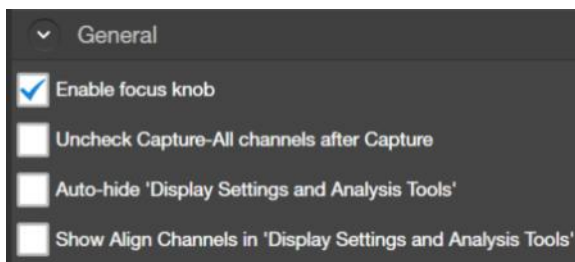 General
Enable focus knob
Uncheck Capture-All channels after Capture
Auto-hide 'Display Settings and Analysis Tools'
Show Align Channels in 'Display Settings and Analysis Tools'